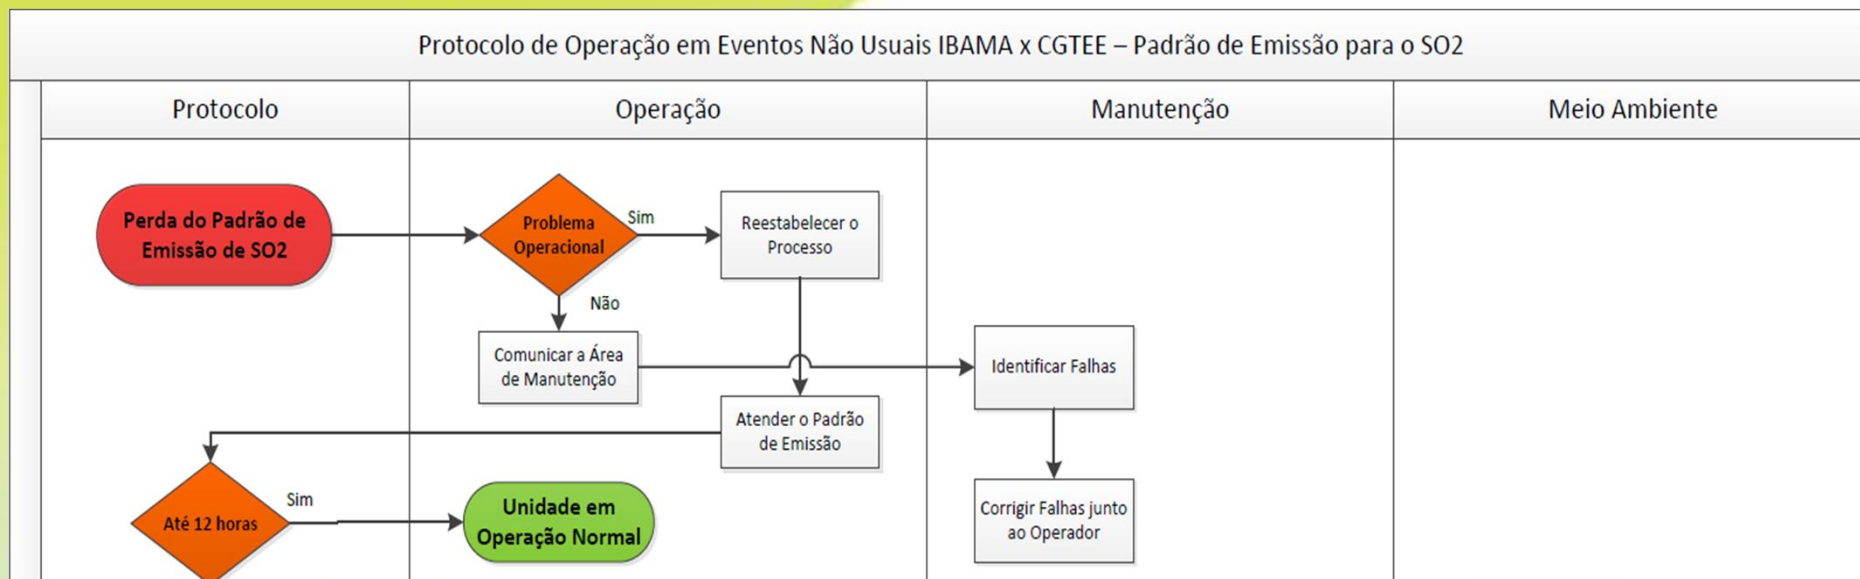 Protocolo de Operação em Eventos Não Usuais IBAMA x CGTEE – Padrão de Emissão para o SO2
Protocolo
Operação
Manutenção
Meio Ambiente
Perda do Padrão de
Emissão de SO2
Problema
Operacional
Sim
Reestabelecer o
Processo
Não
Comunicar a Área
de Manutenção
Identificar Falhas
Atender o Padrão
de Emissão
Até 12 horas
Sim
Unidade em
Operação Normal
Corrigir Falhas junto
ao Operador